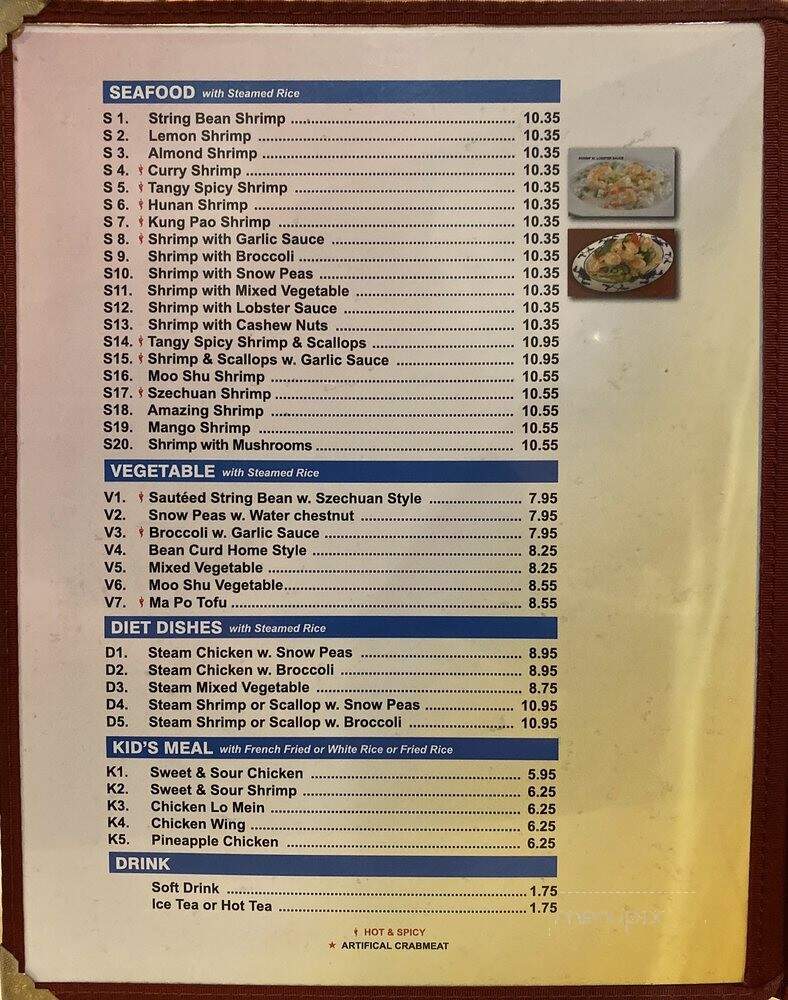 SEAFOOD with Steamed Rice
S 1. String Bean Shrimp 10.35
S 2. Lemon Shrimp 10.35
S 3. Almond Shrimp 10.35
S 4. Curry Shrimp 10.35
S 5. Tangy Spicy Shrimp 10.35
S 6. Hunan Shrimp 10.35
S 7. Kung Pao Shrimp 10.35
S 8. Shrimp with Garlic Sauce 10.35
S 9. Shrimp with Broccoli 10.35
S10. Shrimp with Snow Peas 10.35
S11. Shrimp with Mixed Vegetable 10.35
S12. Shrimp with Lobster Sauce 10.35
S13. Shrimp with Cashew Nuts 10.35
S14. Tangy Spicy Shrimp & Scallops 10.95
S15. Shrimp & Scallops w. Garlic Sauce 10.95
S16. Moo Shu Shrimp 10.55
S17. Szechuan Shrimp 10.55
S18. Amazing Shrimp 10.55
S19. Mango Shrimp 10.55
S20. Shrimp with Mushrooms 10.55
SHRIMP W. LOBSTER SAUCE
VEGETABLE with Steamed Rice
V1. Sautéed String Bean w. Szechuan Style 7.95
V2. Snow Peas w. Water chestnut 7.95
V3. Broccoli w. Garlic Sauce 7.95
V4. Bean Curd Home Style 8.25
V5. Mixed Vegetable 8.25
V6. Moo Shu Vegetable 8.55
V7. Ma Po Tofu 8.55
DIET DISHES with Steamed Rice
D1. Steam Chicken w. Snow Peas 8.95
D2. Steam Chicken w. Broccoli 8.95
D3. Steam Mixed Vegetable 8.75
D4. Steam Shrimp or Scallop w. Snow Peas 10.95
D5. Steam Shrimp or Scallop w. Broccoli 10.95
KID'S MEAL with French Fried or White Rice or Fried Rice
K1. Sweet & Sour Chicken 5.95
K2. Sweet & Sour Shrimp 6.25
K3. Chicken Lo Mein 6.25
K4. Chicken Wing 6.25
K5. Pineapple Chicken 6.25
DRINK
Soft Drink 1.75
Ice Tea or Hot Tea 1.75
menupix
HOT & SPICY
★ ARTIFICAL CRABMEAT